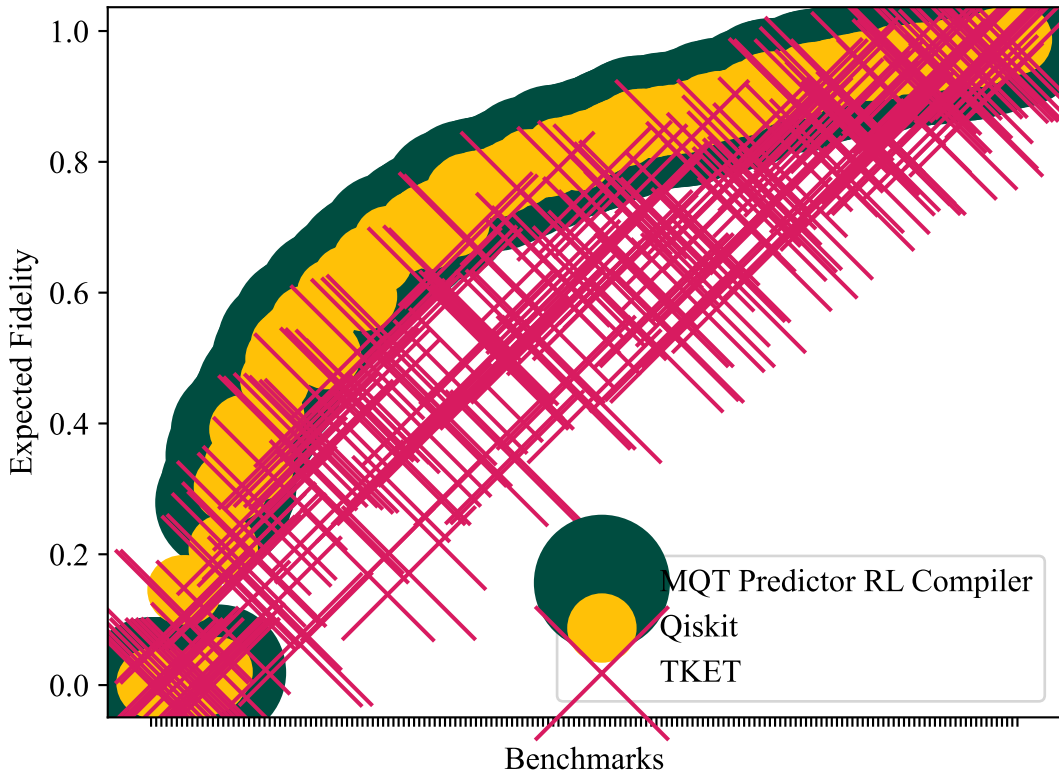 1.0
0.8
0.6
0.4
0.2
0.0
Expected Fidelity
MQT Predictor RL Compiler
Qiskit
TKET
Benchmarks